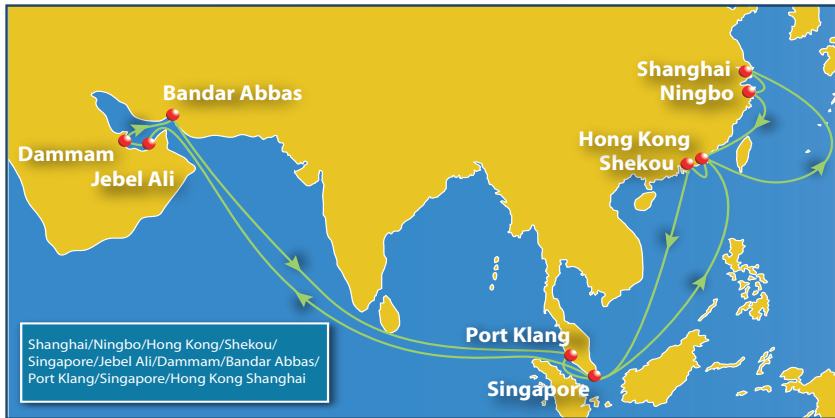 Shanghai
Ningbo
Bandar Abbas
Hong Kong
Shekou
Dammam
Jebel Ali
Port Klang
Singapore
Shanghai/Ningbo/Hong Kong/Shekou/
Singapore/Jebel Ali/Dammam/Bandar Abbas/
Port Klang/Singapore/Hong Kong Shanghai